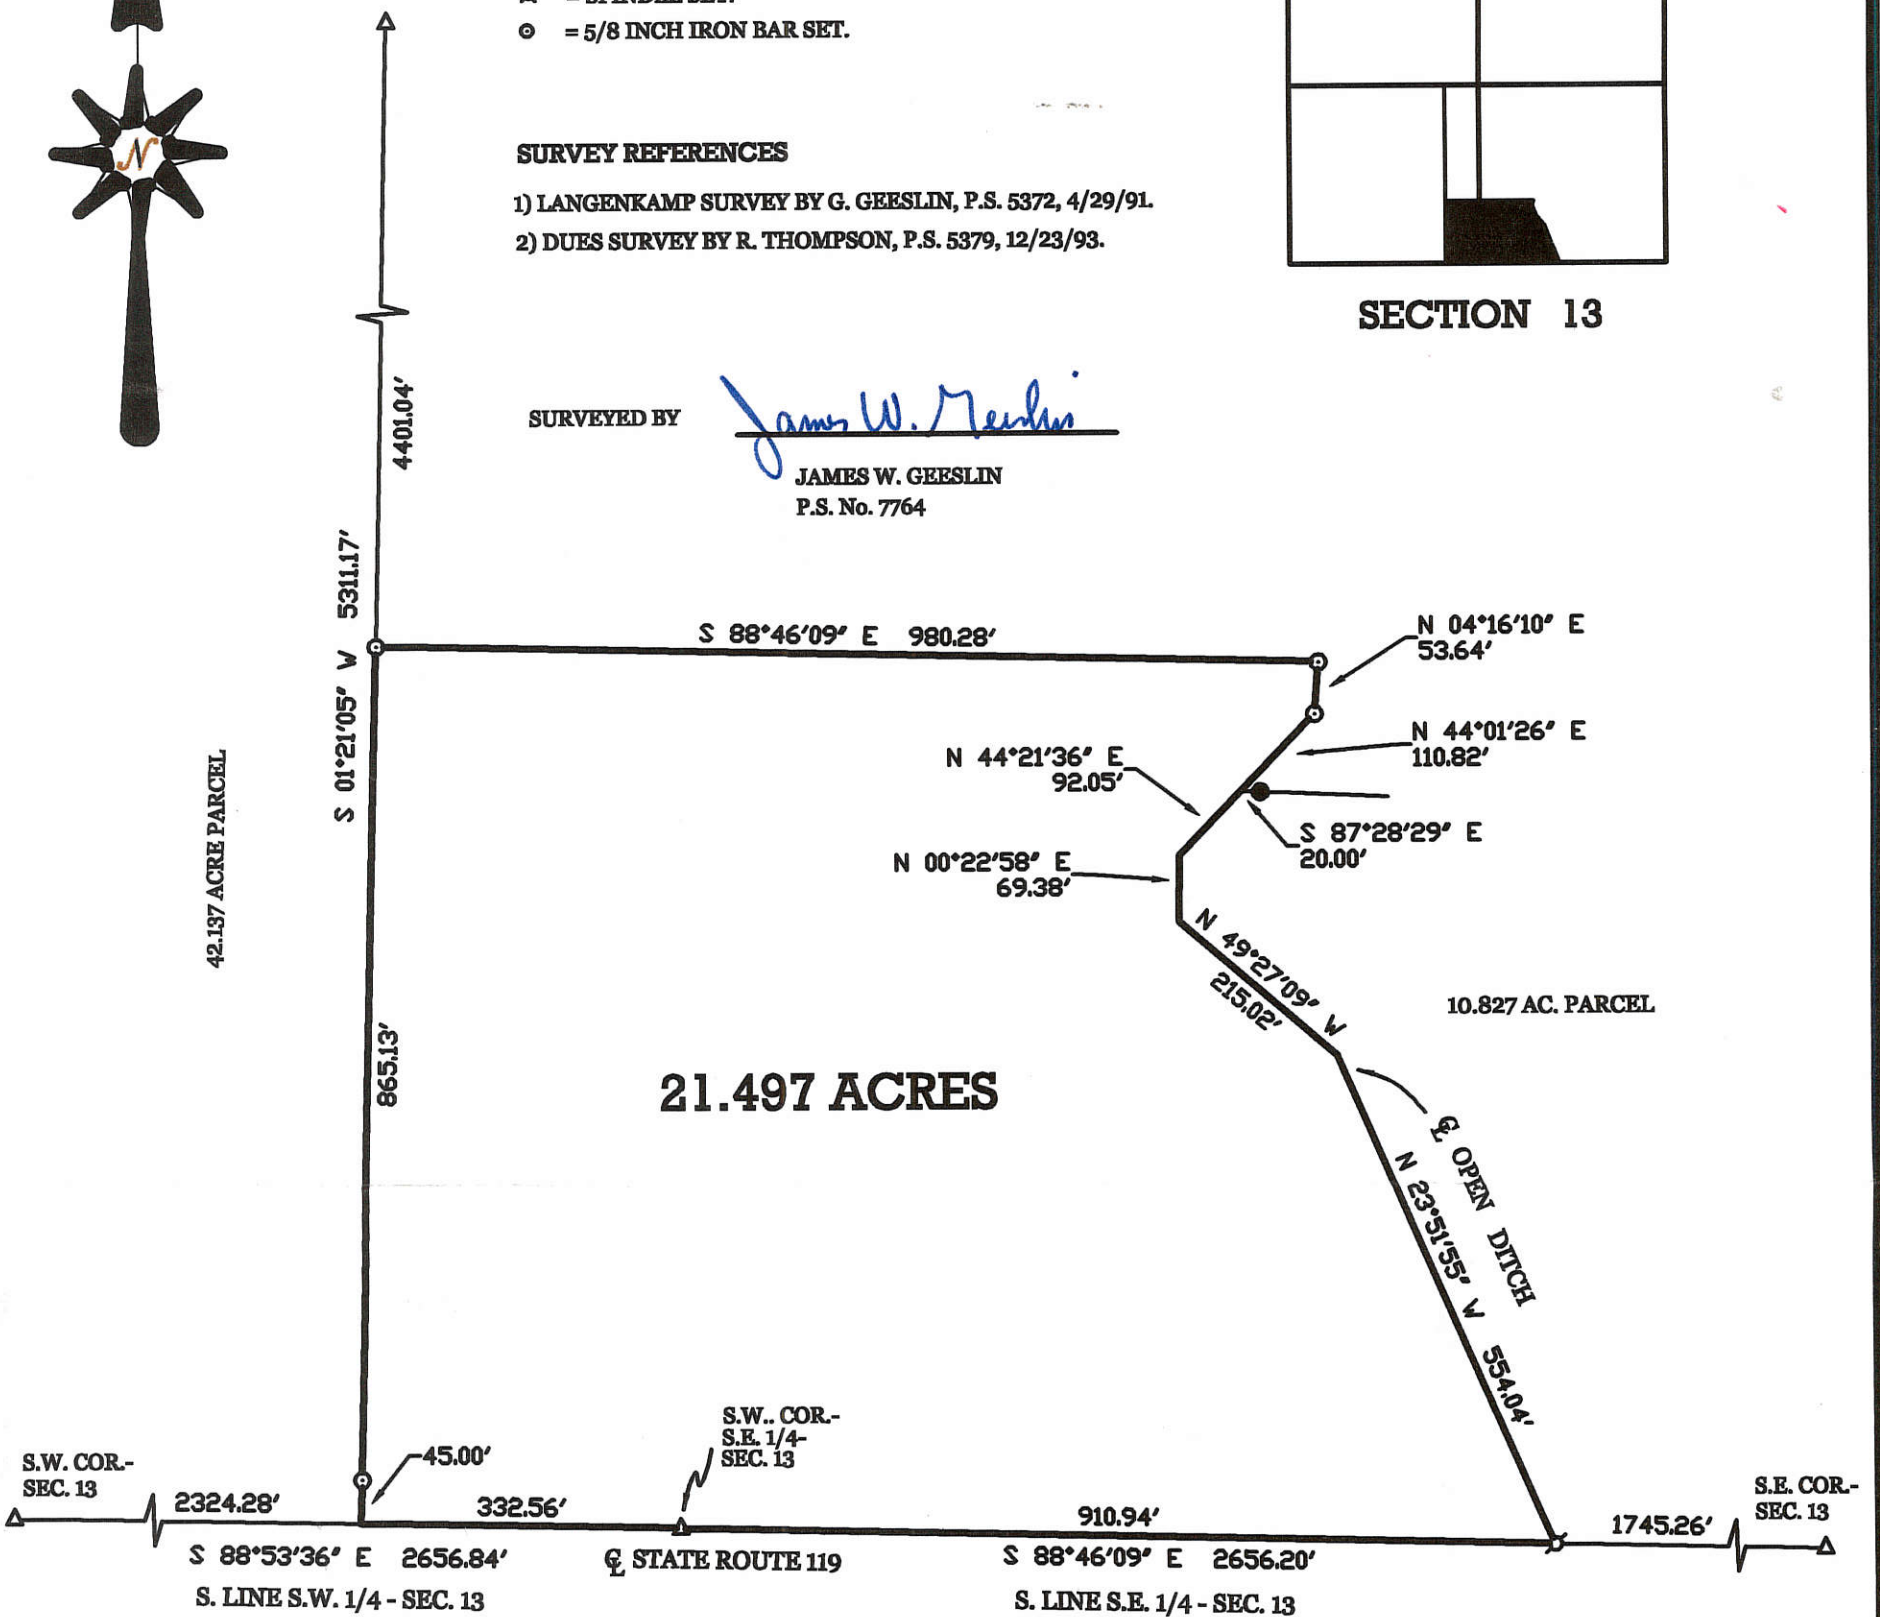 = 5/8 INCH IRON BAR SET.
N
SURVEY REFERENCES
1) LANGENKAMP SURVEY BY G. GEESLIN, P.S. 5372, 4/29/91.
2) DUES SURVEY BY R. THOMPSON, P.S. 5379, 12/23/93.
SECTION 13
SURVEYED BY James W. Geeslin
JAMES W. GEESLIN
P.S. No. 7764
4401.04'
S 01°21'05" W 5311.17'
42.137 ACRE PARCEL
865.13'
S 88°46'09" E 980.28'
N 04°16'10" E
53.64'
N 44°01'26" E
110.82'
N 44°21'36" E
92.05'
S 87°28'29" E
20.00'
N 00°22'58" E
69.38'
N 49°27'09" W
215.02'
10.827 AC. PARCEL
21.497 ACRES
℄ OPEN DITCH
N 23°51'55" W 554.04'
S.W. COR.-
SEC. 13
2324.28'
45.00'
332.56'
S.W.. COR.-
S.E. 1/4-
SEC. 13
910.94'
1745.26'
S.E. COR.-
SEC. 13
S 88°53'36" E 2656.84'
℄ STATE ROUTE 119
S 88°46'09" E 2656.20'
S. LINE S.W. 1/4 - SEC. 13
S. LINE S.E. 1/4 - SEC. 13